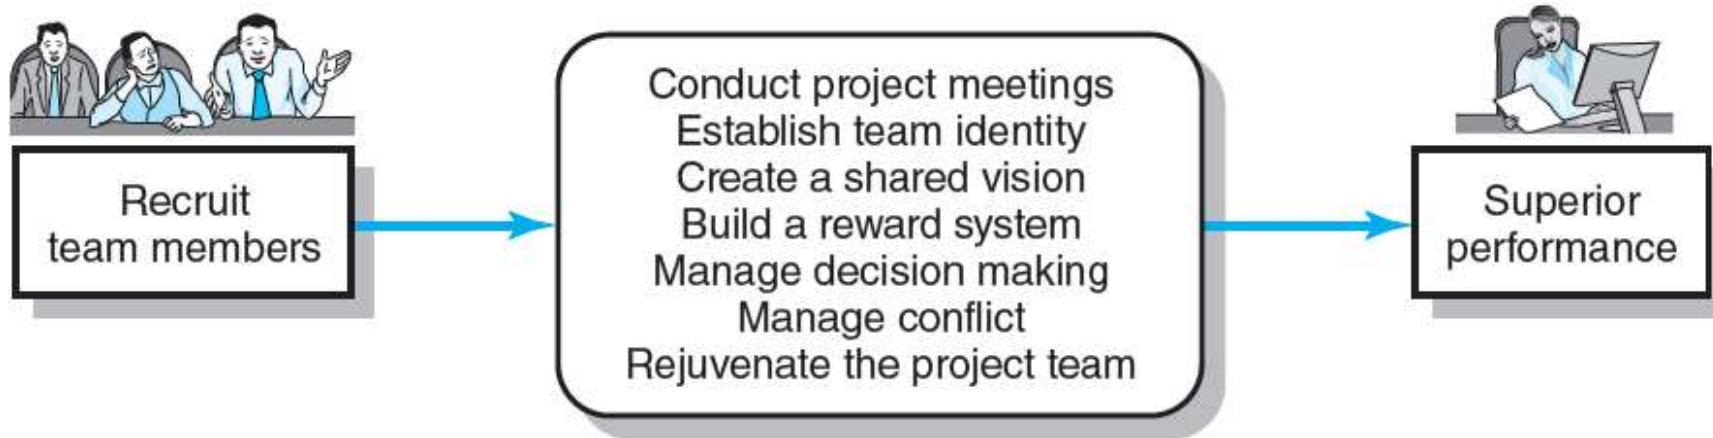 Recruit
team members
Conduct project meetings
Establish team identity
Create a shared vision
Build a reward system
Manage decision making
Manage conflict
Rejuvenate the project team
Superior
performance